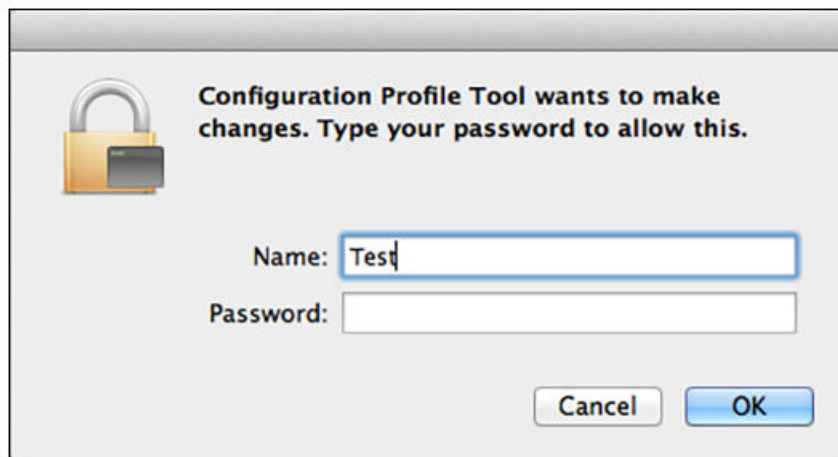 Configuration Profile Tool wants to make
changes. Type your password to allow this.
Name: Test
Password:
Cancel OK